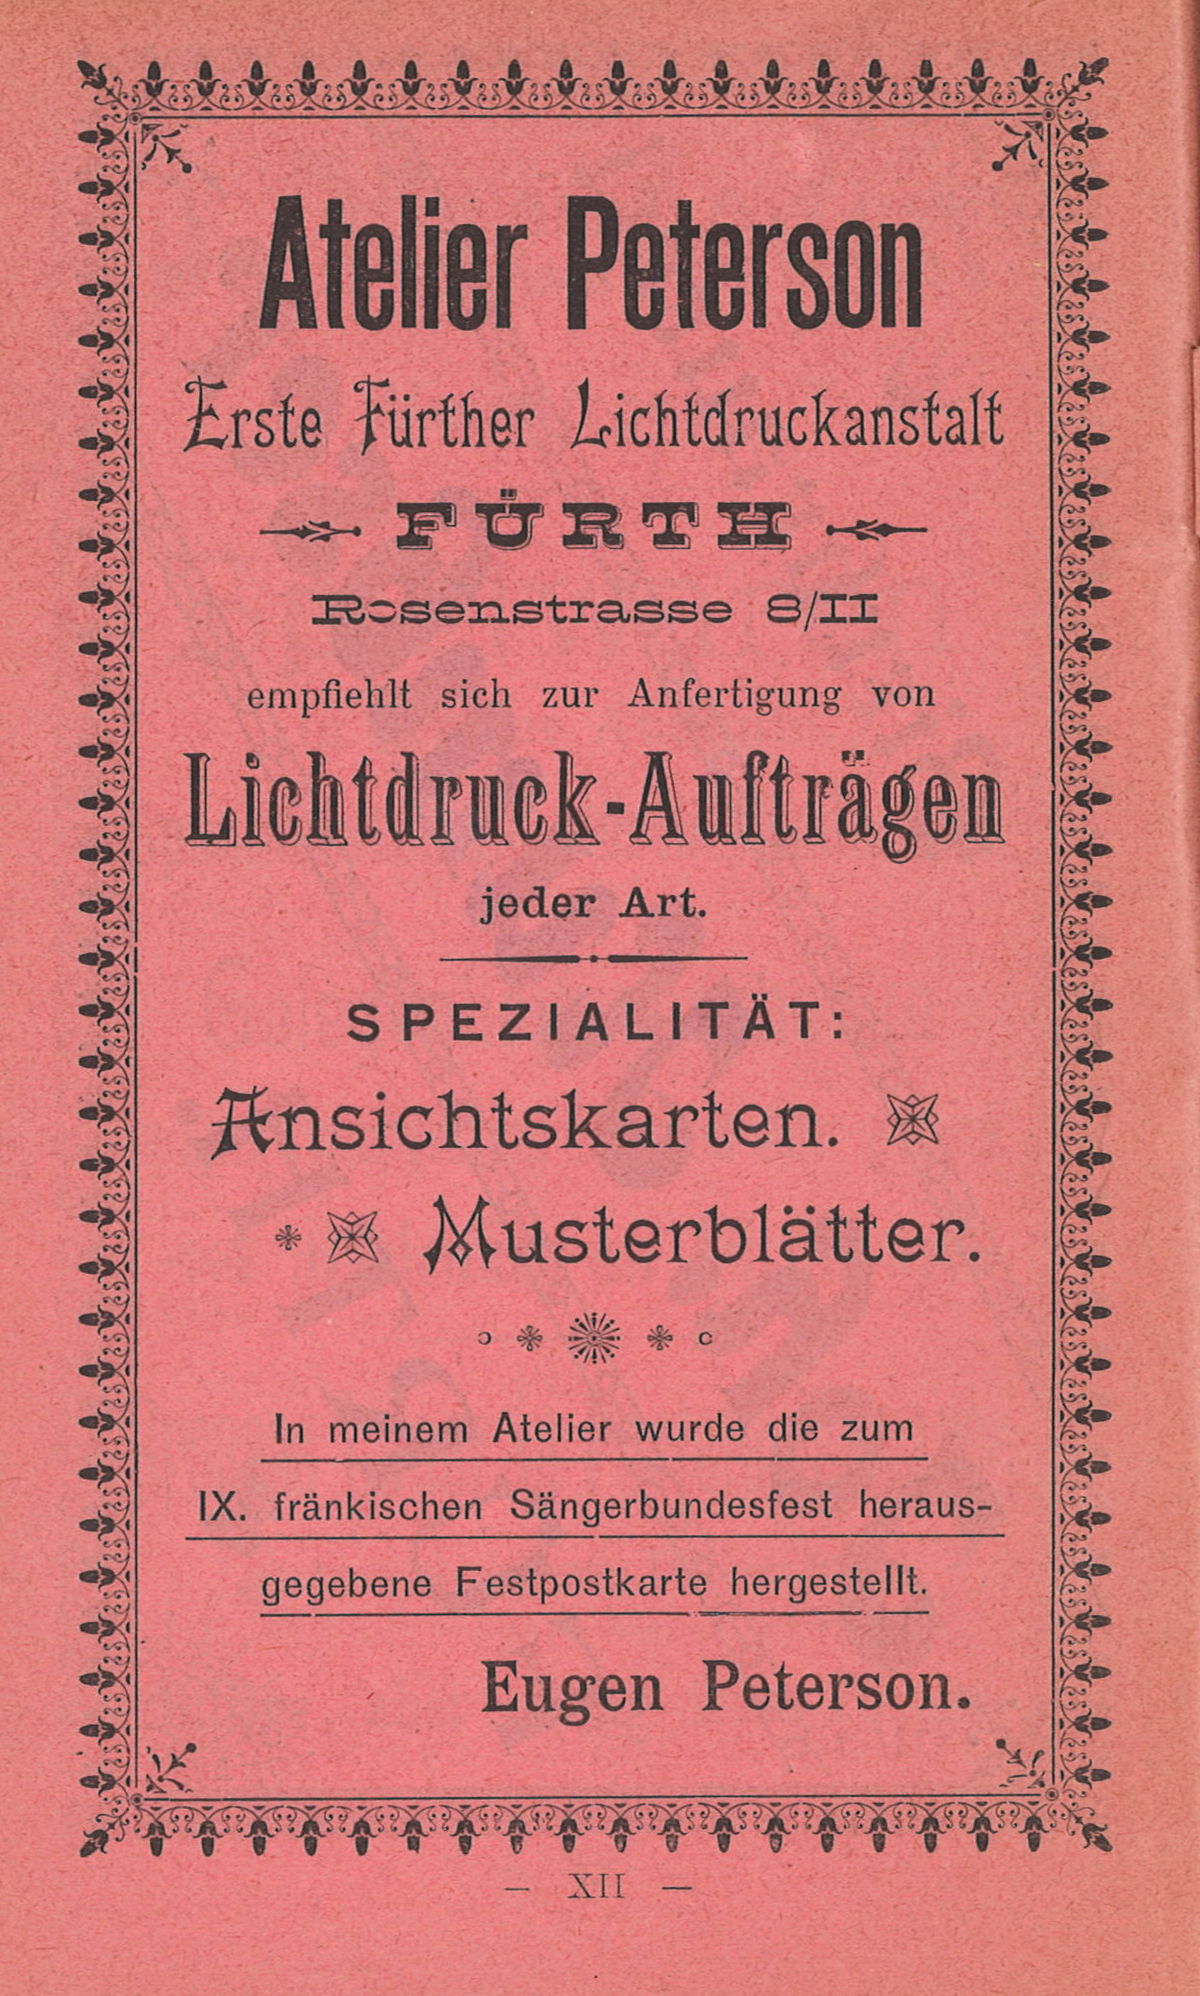 Atelier Peterson
Erste Fürther Lichtdruckanstalt
FÜRTH
Rosenstrasse 8/II
empfiehlt sich zur Anfertigung von
Lichtdruck-Aufträgen
jeder Art.
SPEZIALITÄT:
Ansichtskarten.
Musterblätter.
In meinem Atelier wurde die zum
IX. fränkischen Sängerbundesfest heraus-
gegebene Festpostkarte hergestellt.
Eugen Peterson.
— XII —